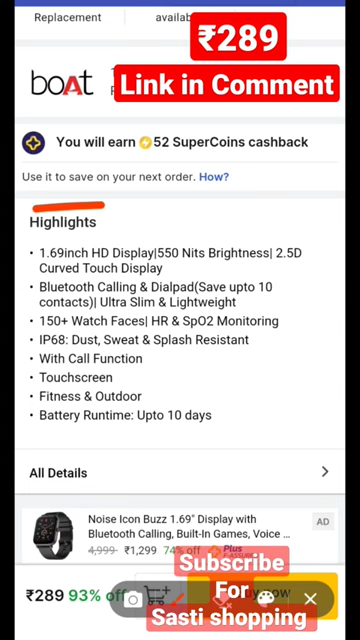 Replacement
availab
₹289
boAt
Link in Comment
You will earn 52 SuperCoins cashback
Use it to save on your next order. How?
Highlights
• 1.69inch HD Display|550 Nits Brightness| 2.5D
Curved Touch Display
• Bluetooth Calling & Dialpad(Save upto 10
contacts)| Ultra Slim & Lightweight
• 150+ Watch Faces| HR & SpO2 Monitoring
• IP68: Dust, Sweat & Splash Resistant
• With Call Function
• Touchscreen
• Fitness & Outdoor
• Battery Runtime: Upto 10 days
All Details
Noise Icon Buzz 1.69" Display with
Bluetooth Calling, Built-In Games, Voice ...
AD
4,999 ₹1,299 74% off Plus
F-ASSURED
Subscribe
₹289 93% off
For
now
Sasti shopping